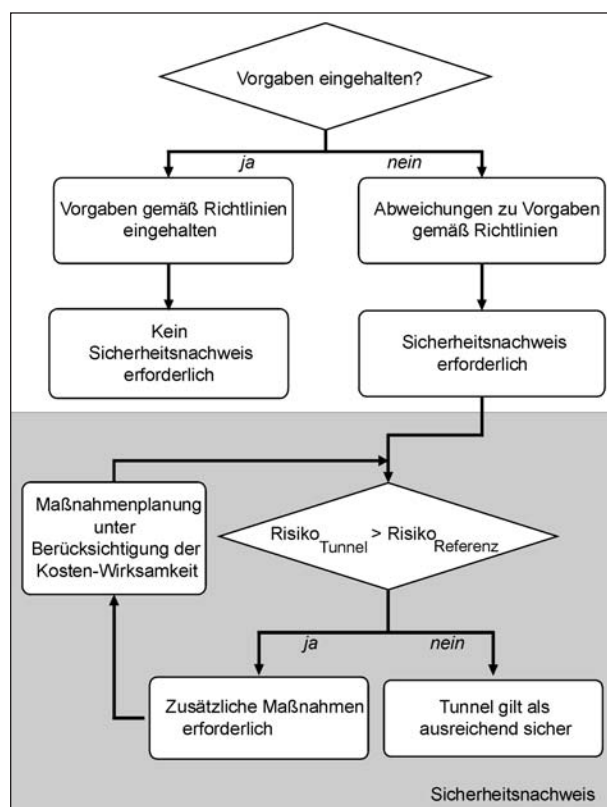 Vorgaben eingehalten?
ja
nein
Vorgaben gemäß Richtlinien
eingehalten
Abweichungen zu Vorgaben
gemäß Richtlinien
Kein
Sicherheitsnachweis
erforderlich
Sicherheitsnachweis
erforderlich
Maßnahmenplanung
unter
Berücksichtigung der
Kosten-Wirksamkeit
Risiko Tunnel > Risiko Referenz
ja
nein
Zusätzliche Maßnahmen
erforderlich
Tunnel gilt als
ausreichend sicher
Sicherheitsnachweis